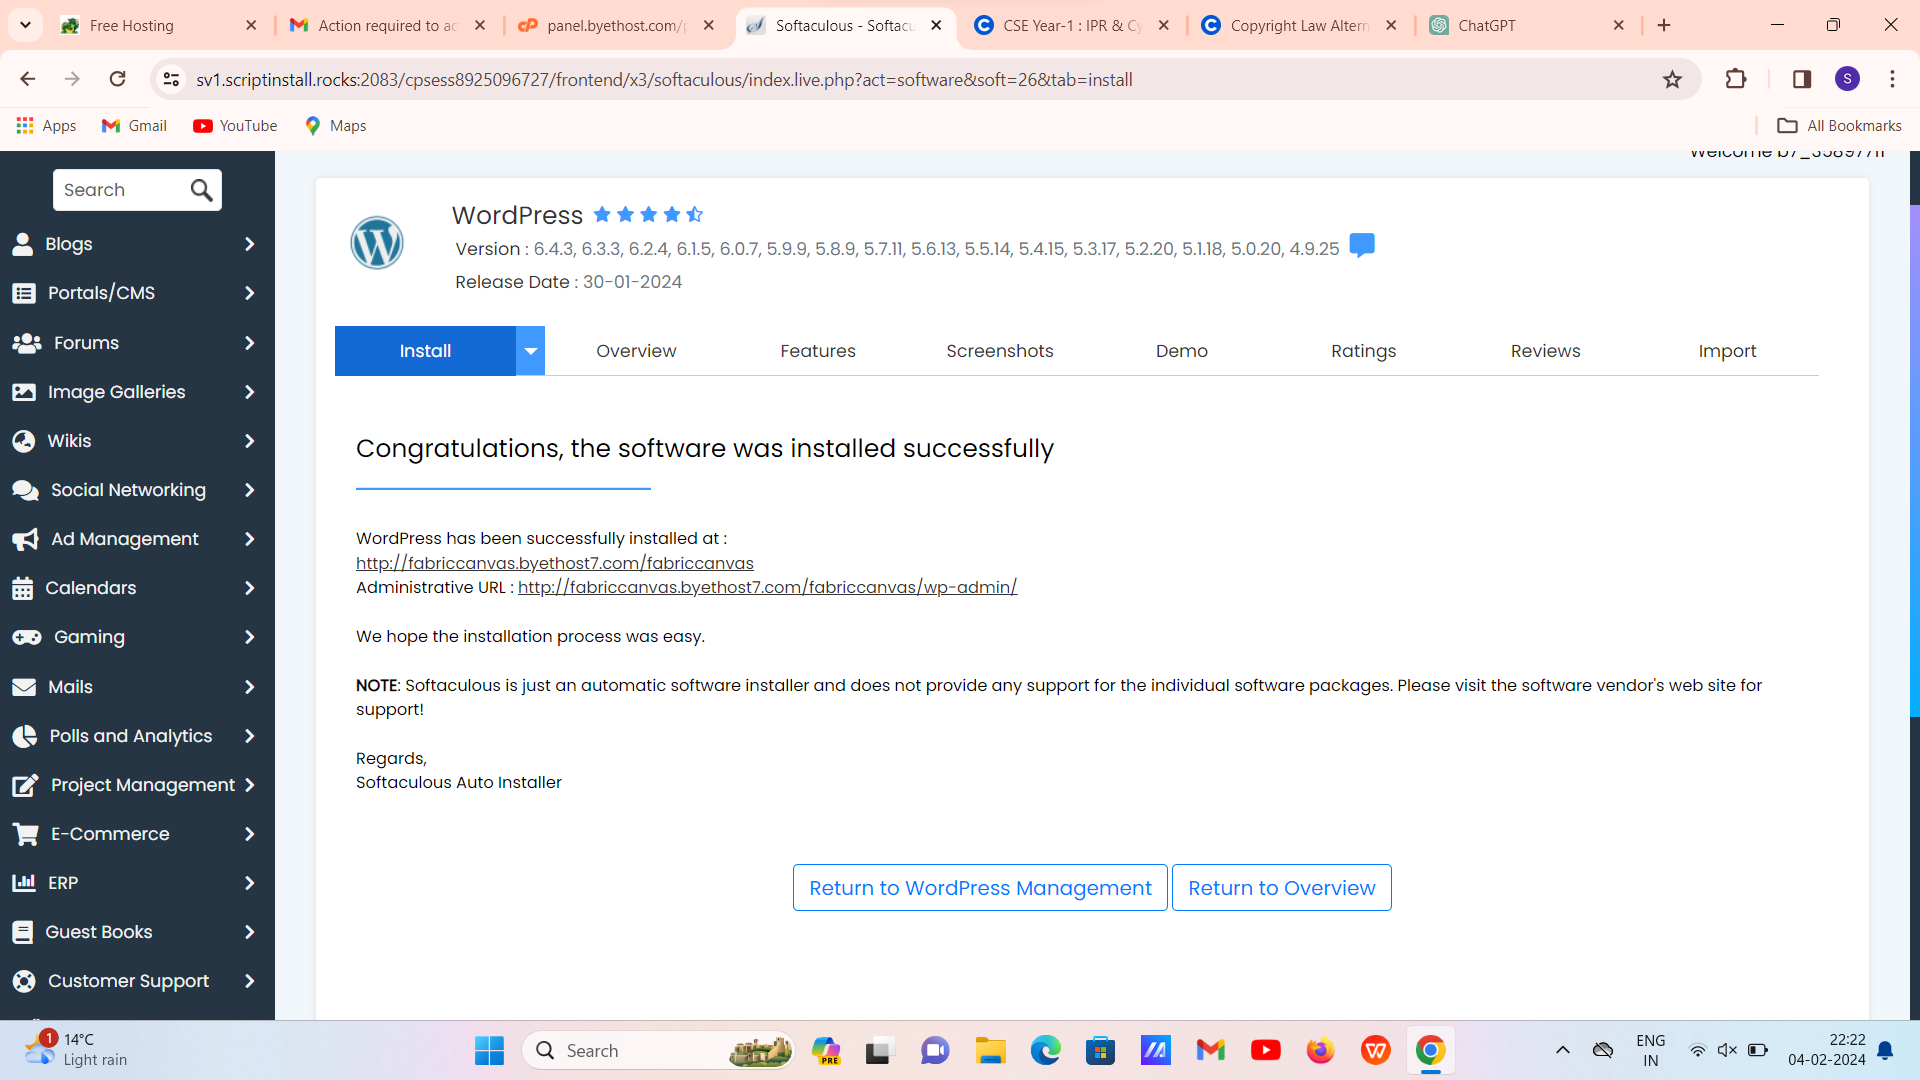 Free Hosting
Action required to ac
panel.byethost.com/p
Softaculous - Softacu
CSE Year-1 : IPR & Cy
Copyright Law Altern
ChatGPT
sv1.scriptinstall.rocks:2083/cpsess8925096727/frontend/x3/softaculous/index.live.php?act=software&soft=26&tab=install
S
Apps
Gmail
YouTube
Maps
All Bookmarks
Welcome b7_35897711
Search
Blogs
Portals/CMS
Forums
Image Galleries
Wikis
Social Networking
Ad Management
Calendars
Gaming
Mails
Polls and Analytics
Project Management
E-Commerce
ERP
Guest Books
Customer Support
WordPress
Version : 6.4.3, 6.3.3, 6.2.4, 6.1.5, 6.0.7, 5.9.9, 5.8.9, 5.7.11, 5.6.13, 5.5.14, 5.4.15, 5.3.17, 5.2.20, 5.1.18, 5.0.20, 4.9.25
Release Date : 30-01-2024
Install
Overview
Features
Screenshots
Demo
Ratings
Reviews
Import
Congratulations, the software was installed successfully
WordPress has been successfully installed at :
http://fabriccanvas.byethost7.com/fabriccanvas
Administrative URL : http://fabriccanvas.byethost7.com/fabriccanvas/wp-admin/
We hope the installation process was easy.
NOTE: Softaculous is just an automatic software installer and does not provide any support for the individual software packages. Please visit the software vendor's web site for
support!
Regards,
Softaculous Auto Installer
Return to WordPress Management
Return to Overview
1
14°C
Light rain
Search
PRE
ENG
IN
22:22
04-02-2024